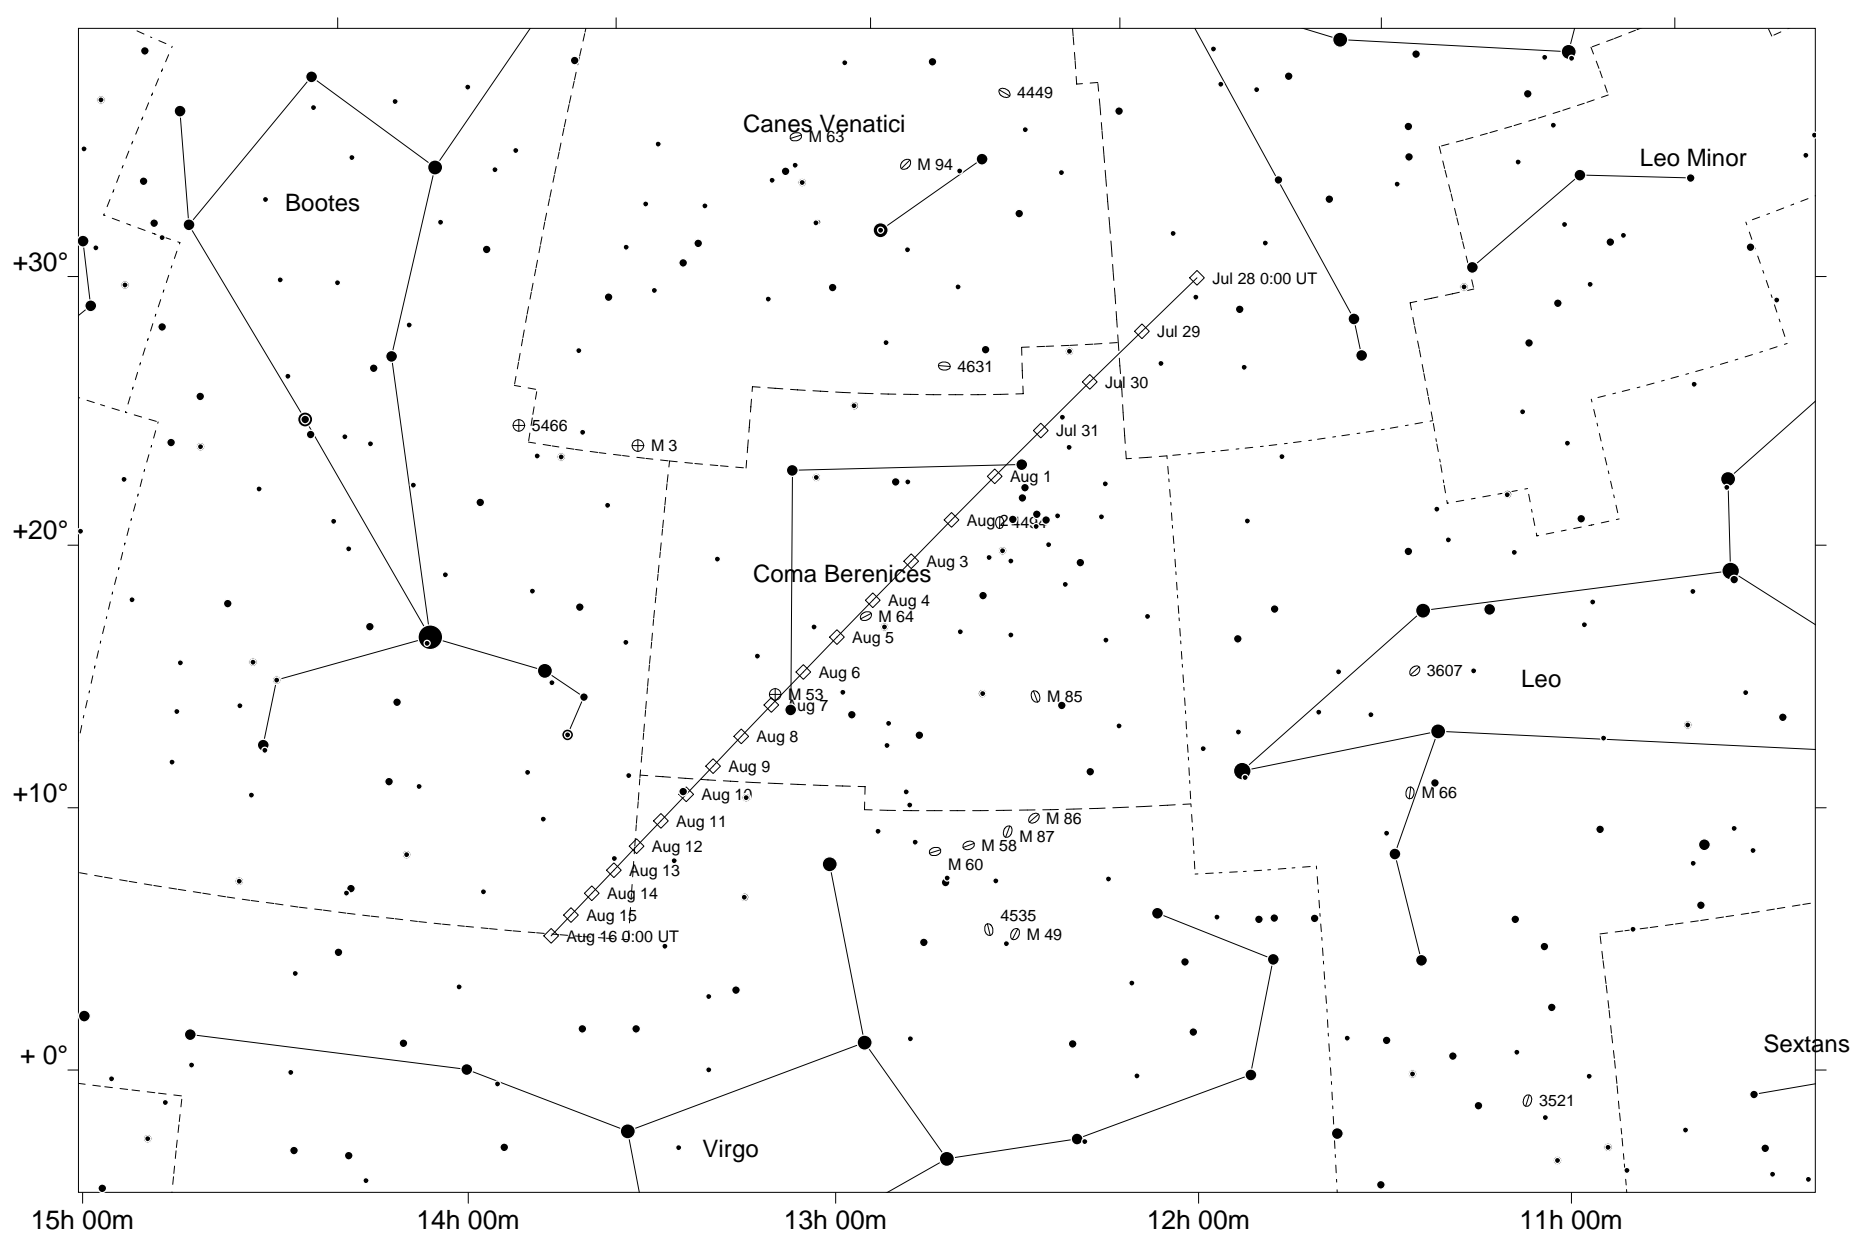 4449
Canes Venatici
M 63
M 94
Leo Minor
Bootes
+30°
Jul 28 0:00 UT
Jul 29
4631
Jul 30
5466
M 3
Jul 31
Aug 1
+20°
Aug 2
4494
Aug 3
Coma Berenices
Aug 4
M 64
Aug 5
Aug 6
3607
Leo
M 53
M 85
Aug 7
Aug 8
Aug 9
+10°
Aug 10
M 66
Aug 11
M 86
M 87
Aug 12
M 58
M 60
Aug 13
Aug 14
Aug 15
4535
Aug 16 0:00 UT
M 49
+ 0°
Sextans
3521
Virgo
15h 00m
14h 00m
13h 00m
12h 00m
11h 00m